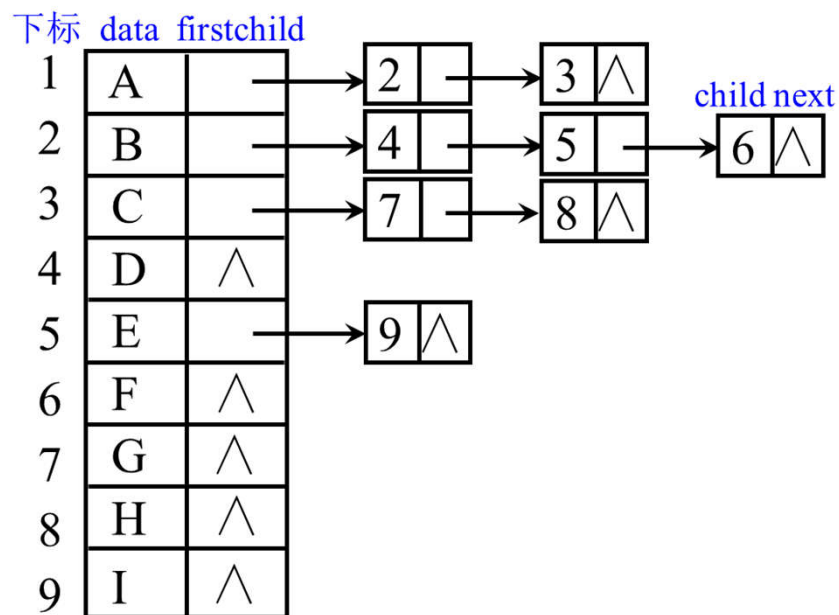 下标 data firstchild
1 A 2 3 ∧
child next
2 B 4 5 6 ∧
3 C 7 8 ∧
4 D ∧
5 E 9 ∧
6 F ∧
7 G ∧
8 H ∧
9 I ∧